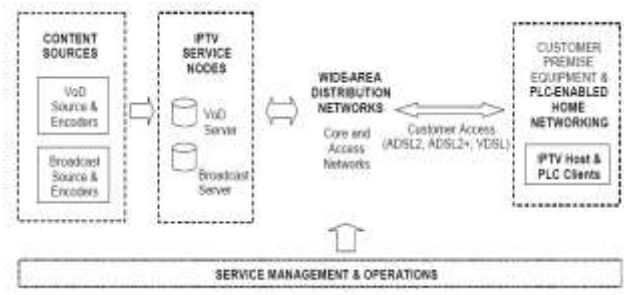 CONTENT
SOURCES
VoD
Source &
Encoders
Broadcast
Source &
Encoders
IPTV
SERVICE
NODES
VoD
Server
Broadcast
Server
WIDE-AREA
DISTRIBUTION
NETWORKS
Core and
Access
Networks
Customer Access
(ADSL2, ADSL2+, VDSL)
CUSTOMER
PREMISE
EQUIPMENT &
PLC-ENABLED
HOME
NETWORKING
IPTV Host &
PLC Clients
SERVICE MANAGEMENT & OPERATIONS